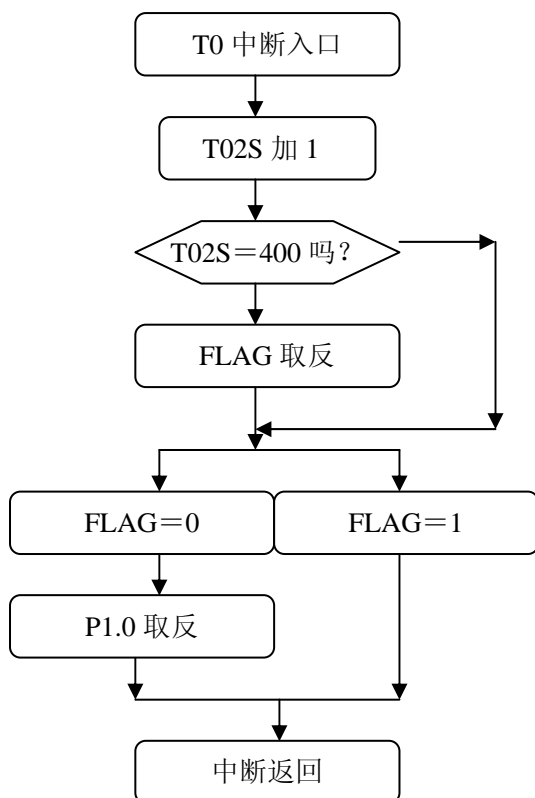 T0 中断入口
T02S 加 1
T02S＝400 吗？
FLAG 取反
FLAG＝0
FLAG＝1
P1.0 取反
中断返回